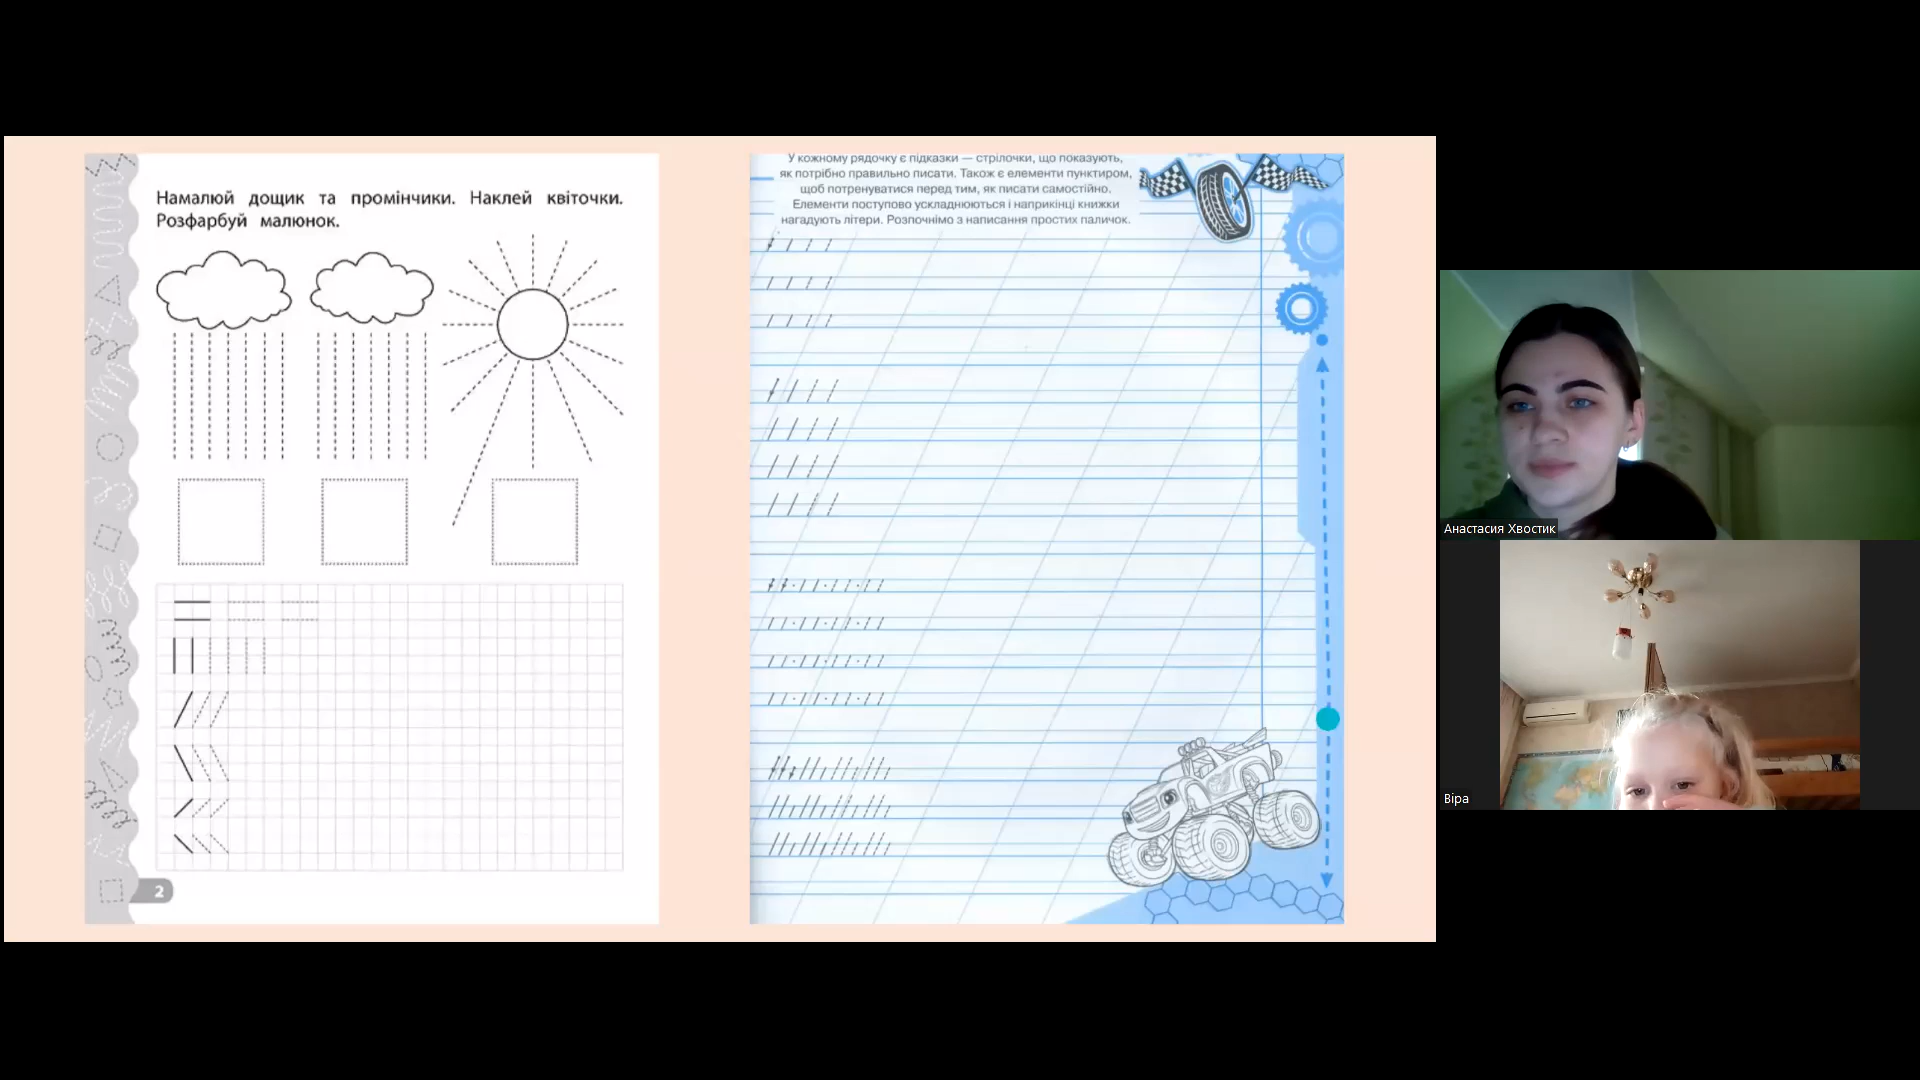 Намалюй дощик та промінчики. Наклей квіточки.
Розфарбуй малюнок.
2
У кожному рядочку є підказки — стрілочки, що показують,
як потрібно правильно писати. Також є елементи пунктиром,
щоб потренуватися перед тим, як писати самостійно.
Елементи поступово ускладнюються і наприкінці книжки
нагадують літери. Розпочнімо з написання простих паличок.
Анастасия Хвостик
Віра